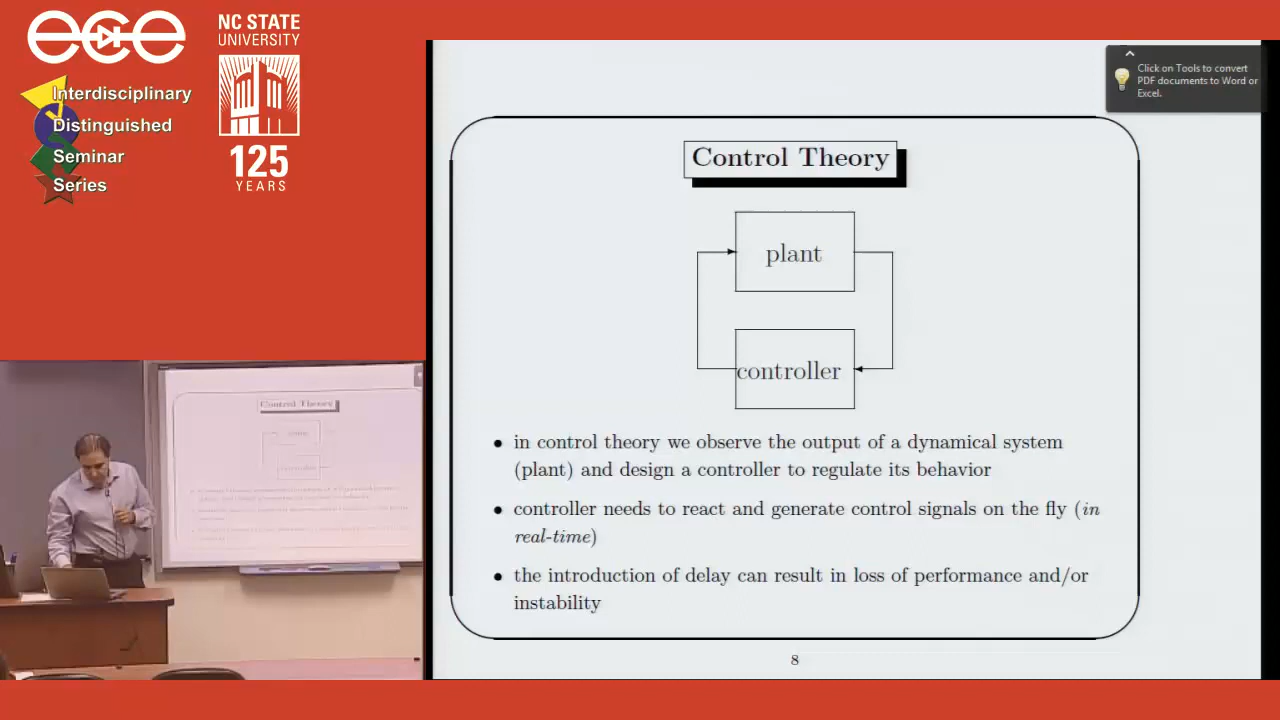 ece
NC STATE
UNIVERSITY
Interdisciplinary
Distinguished
Seminar
Series
125
YEARS
Click on Tools to convert
PDF documents to Word or
Excel.
Control Theory
plant
controller
• in control theory we observe the output of a dynamical system
(plant) and design a controller to regulate its behavior
• controller needs to react and generate control signals on the fly (in
real-time)
• the introduction of delay can result in loss of performance and/or
instability
8
Control Theory